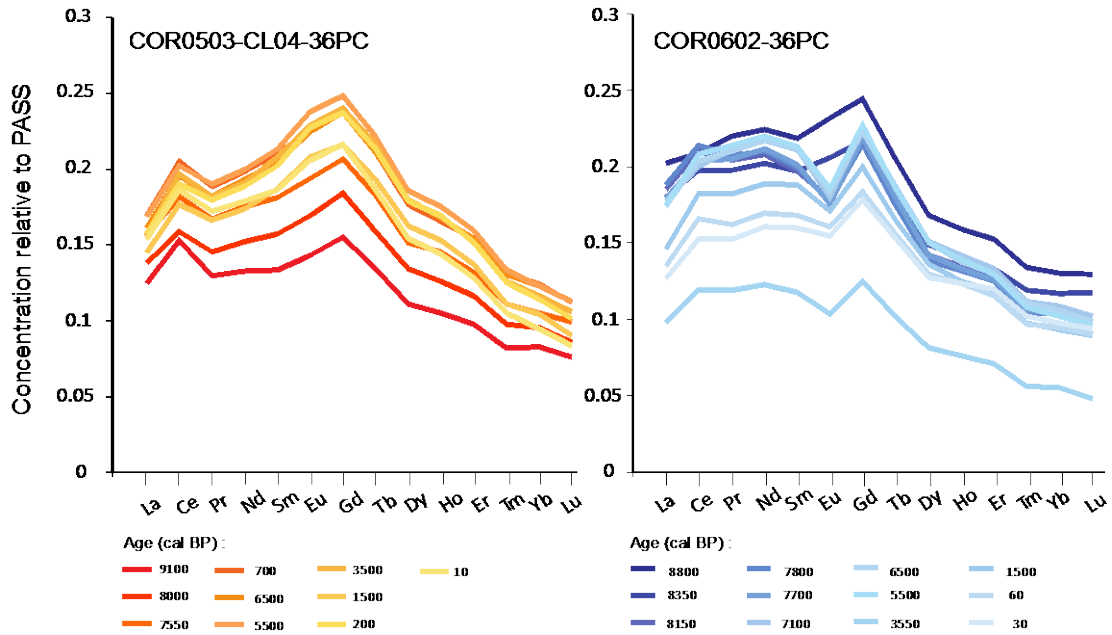 COR0503-CL04-36PC
0.3
0.25
0.2
0.15
0.1
0.05
0
Concentration relative to PASS
La Ce Pr Nd Sm Eu Gd Tb Dy Ho Er Tm Yb Lu
Age (cal BP) :
9100 700 3500 10
8000 6500 1500
7550 5500 200
COR0602-36PC
0.3
0.25
0.2
0.15
0.1
0.05
0
La Ce Pr Nd Sm Eu Gd Tb Dy Ho Er Tm Yb Lu
Age (cal BP) :
8800 7800 6500 1500
8350 7700 5500 60
8150 7100 3550 30